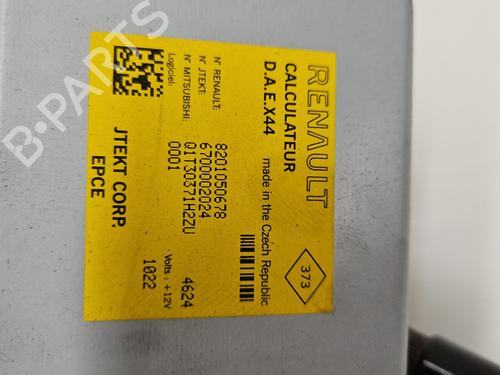 RENAULT
CALCULATEUR
D.A.E.X44
made in the Czech Republic
373
N° RENAULT: 8201050678
N° JTEKT: 6700002024
N° MITSUBISHI: Q1T30371H2ZU 4624
Logiciel: 0001
Volts : +12V
JTEKT CORP. 1022
EPCE
B-PARTS